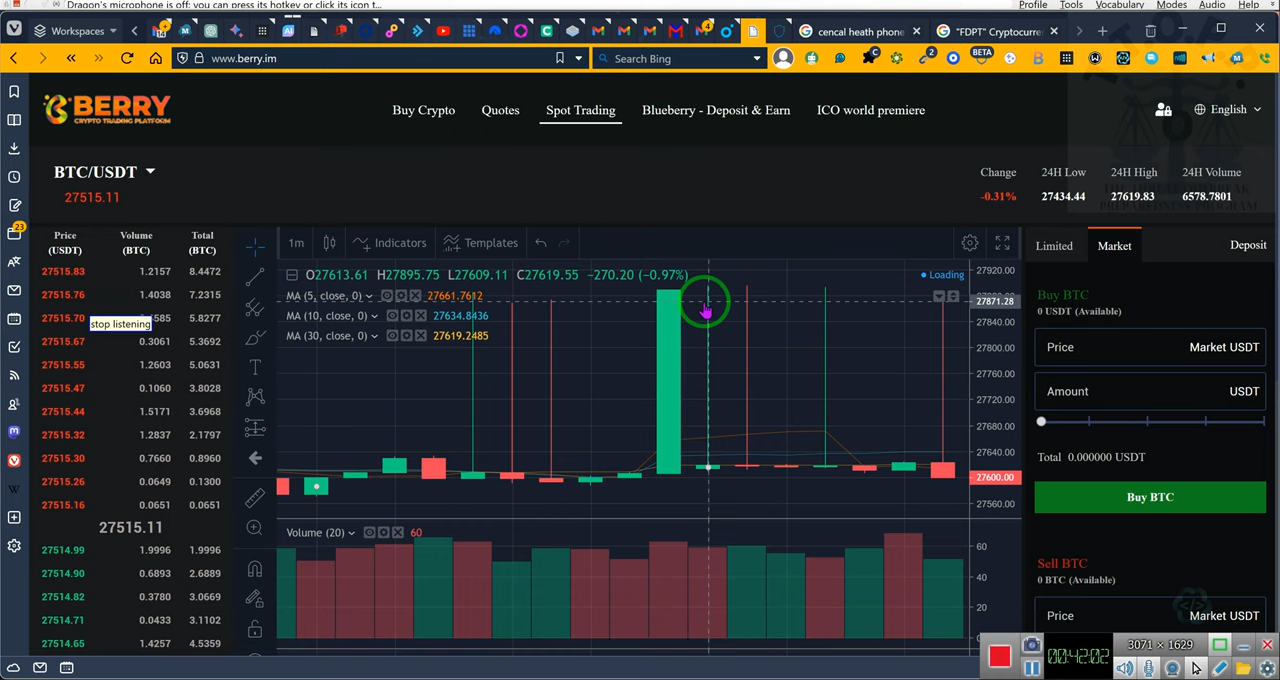 Dragon's microphone is off: you can press its hotkey or click its icon t...
Profile Tools Vocabulary Modes Audio Help
Workspaces
cencal heath phone
"FDPT" Cryptocurre
www.berry.im
Search Bing
BETA
BERRY
CRYPTO TRADING PLATFORM
Buy Crypto Quotes Spot Trading Blueberry - Deposit & Earn ICO world premiere
English
BTC/USDT
27515.11
Change 24H Low 24H High 24H Volume
-0.31% 27434.44 27619.83 6578.7801
Price (USDT) Volume (BTC) Total (BTC)
27515.83 1.2157 8.4472
27515.76 1.4038 7.2315
27515.70 5.8277
stop listening
27515.67 0.3061 5.3692
27515.55 1.2603 5.0631
27515.47 0.1060 3.8028
27515.44 1.5171 3.6968
27515.32 1.2837 2.1797
27515.30 0.7660 0.8960
27515.26 0.0649 0.1300
27515.16 0.0651 0.0651
27515.11
27514.99 1.9996 1.9996
27514.90 0.6893 2.6889
27514.82 0.3780 3.0669
27514.71 0.0433 3.1102
27514.65 1.4257 4.5359
1m Indicators Templates
O27613.61 H27895.75 L27609.11 C27619.55 -270.20 (-0.97%)
Loading
MA (5, close, 0) 27661.7612
MA (10, close, 0) 27634.8436
MA (30, close, 0) 27619.2485
27920.00
27871.28
27840.00
27800.00
27760.00
27720.00
27680.00
27640.00
27600.00
27560.00
Volume (20) 60
60
40
20
Limited Market Deposit
Buy BTC
0 USDT (Available)
Price Market USDT
Amount USDT
Total 0.000000 USDT
Buy BTC
Sell BTC
0 BTC (Available)
Price Market USDT
3071 × 1629
00:42:02